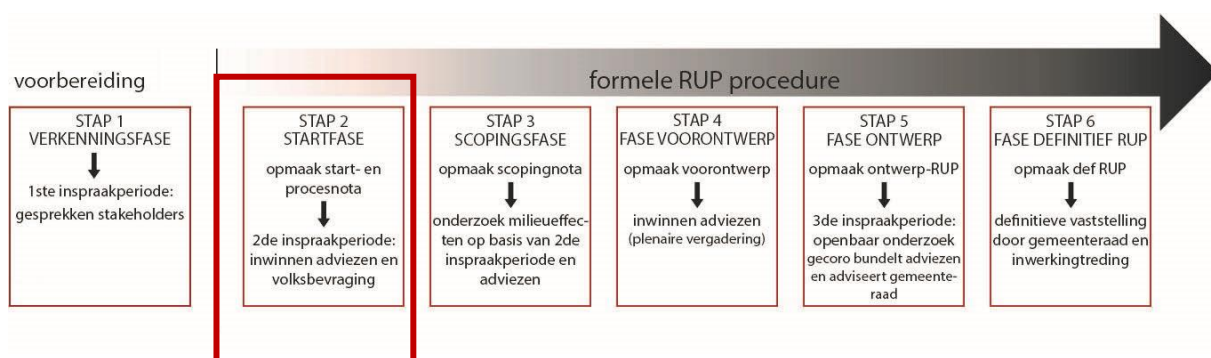 voorbereiding
formele RUP procedure
STAP 1
VERKENNINGSFASE
1ste inspraakperiode:
gesprekken stakeholders
STAP 2
STARTFASE
opmaak start- en
procesnota
2de inspraakperiode:
inwinnen adviezen en
volksbevraging
STAP 3
SCOPINGSFASE
opmaak scopingnota
onderzoek milieueffec-
ten op basis van 2de
inspraakperiode en
adviezen
STAP 4
FASE VOORONTWERP
opmaak voorontwerp
inwinnen adviezen
(plenaire vergadering)
STAP 5
FASE ONTWERP
opmaak ontwerp-RUP
3de inspraakperiode:
openbaar onderzoek
gecoro bundelt adviezen
en adviseert gemeente-
raad
STAP 6
FASE DEFINITIEF RUP
opmaak def RUP
definitieve vaststelling
door gemeenteraad en
inwerkingtreding